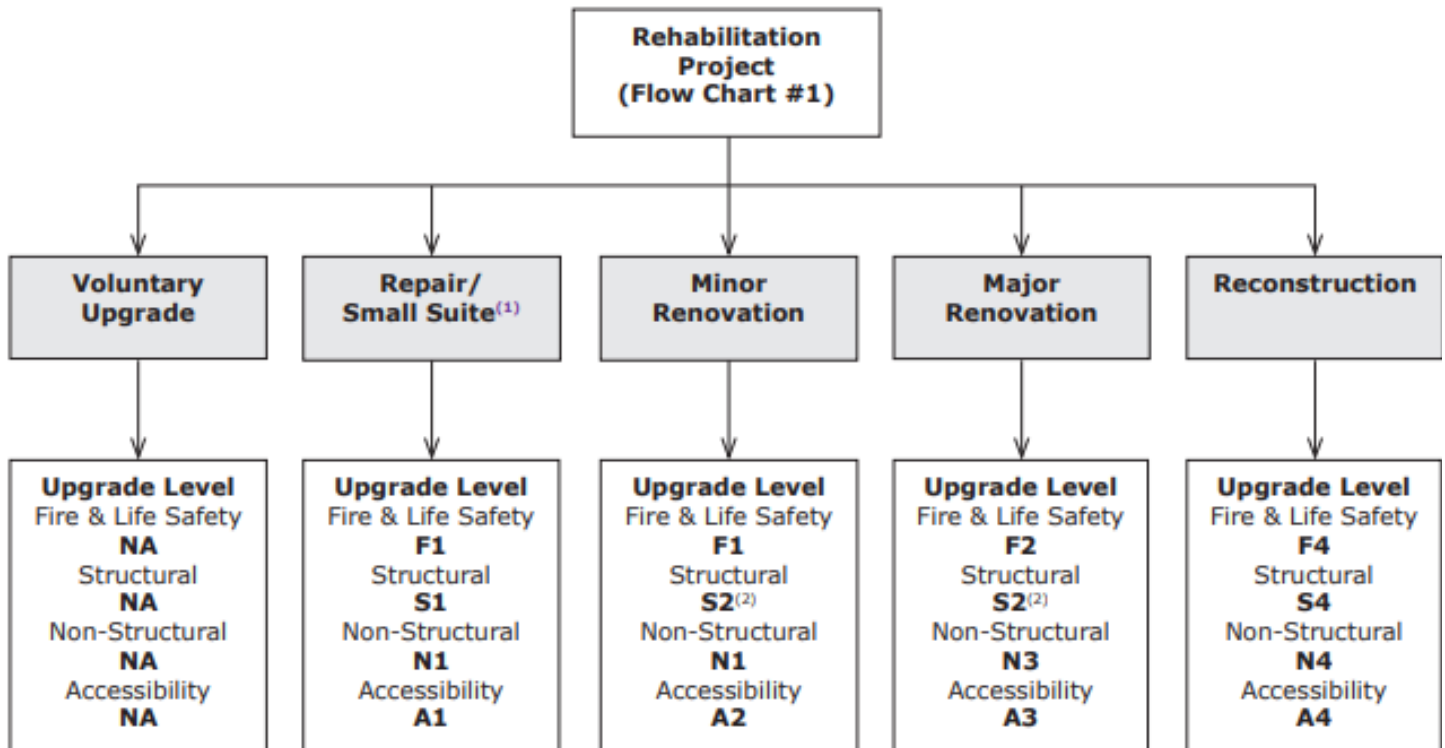 Rehabilitation
Project
(Flow Chart #1)
Voluntary
Upgrade
Repair/
Small Suite(1)
Minor
Renovation
Major
Renovation
Reconstruction
Upgrade Level
Fire & Life Safety
NA
Structural
NA
Non-Structural
NA
Accessibility
NA
Upgrade Level
Fire & Life Safety
F1
Structural
S1
Non-Structural
N1
Accessibility
A1
Upgrade Level
Fire & Life Safety
F1
Structural
S2(2)
Non-Structural
N1
Accessibility
A2
Upgrade Level
Fire & Life Safety
F2
Structural
S2(2)
Non-Structural
N3
Accessibility
A3
Upgrade Level
Fire & Life Safety
F4
Structural
S4
Non-Structural
N4
Accessibility
A4